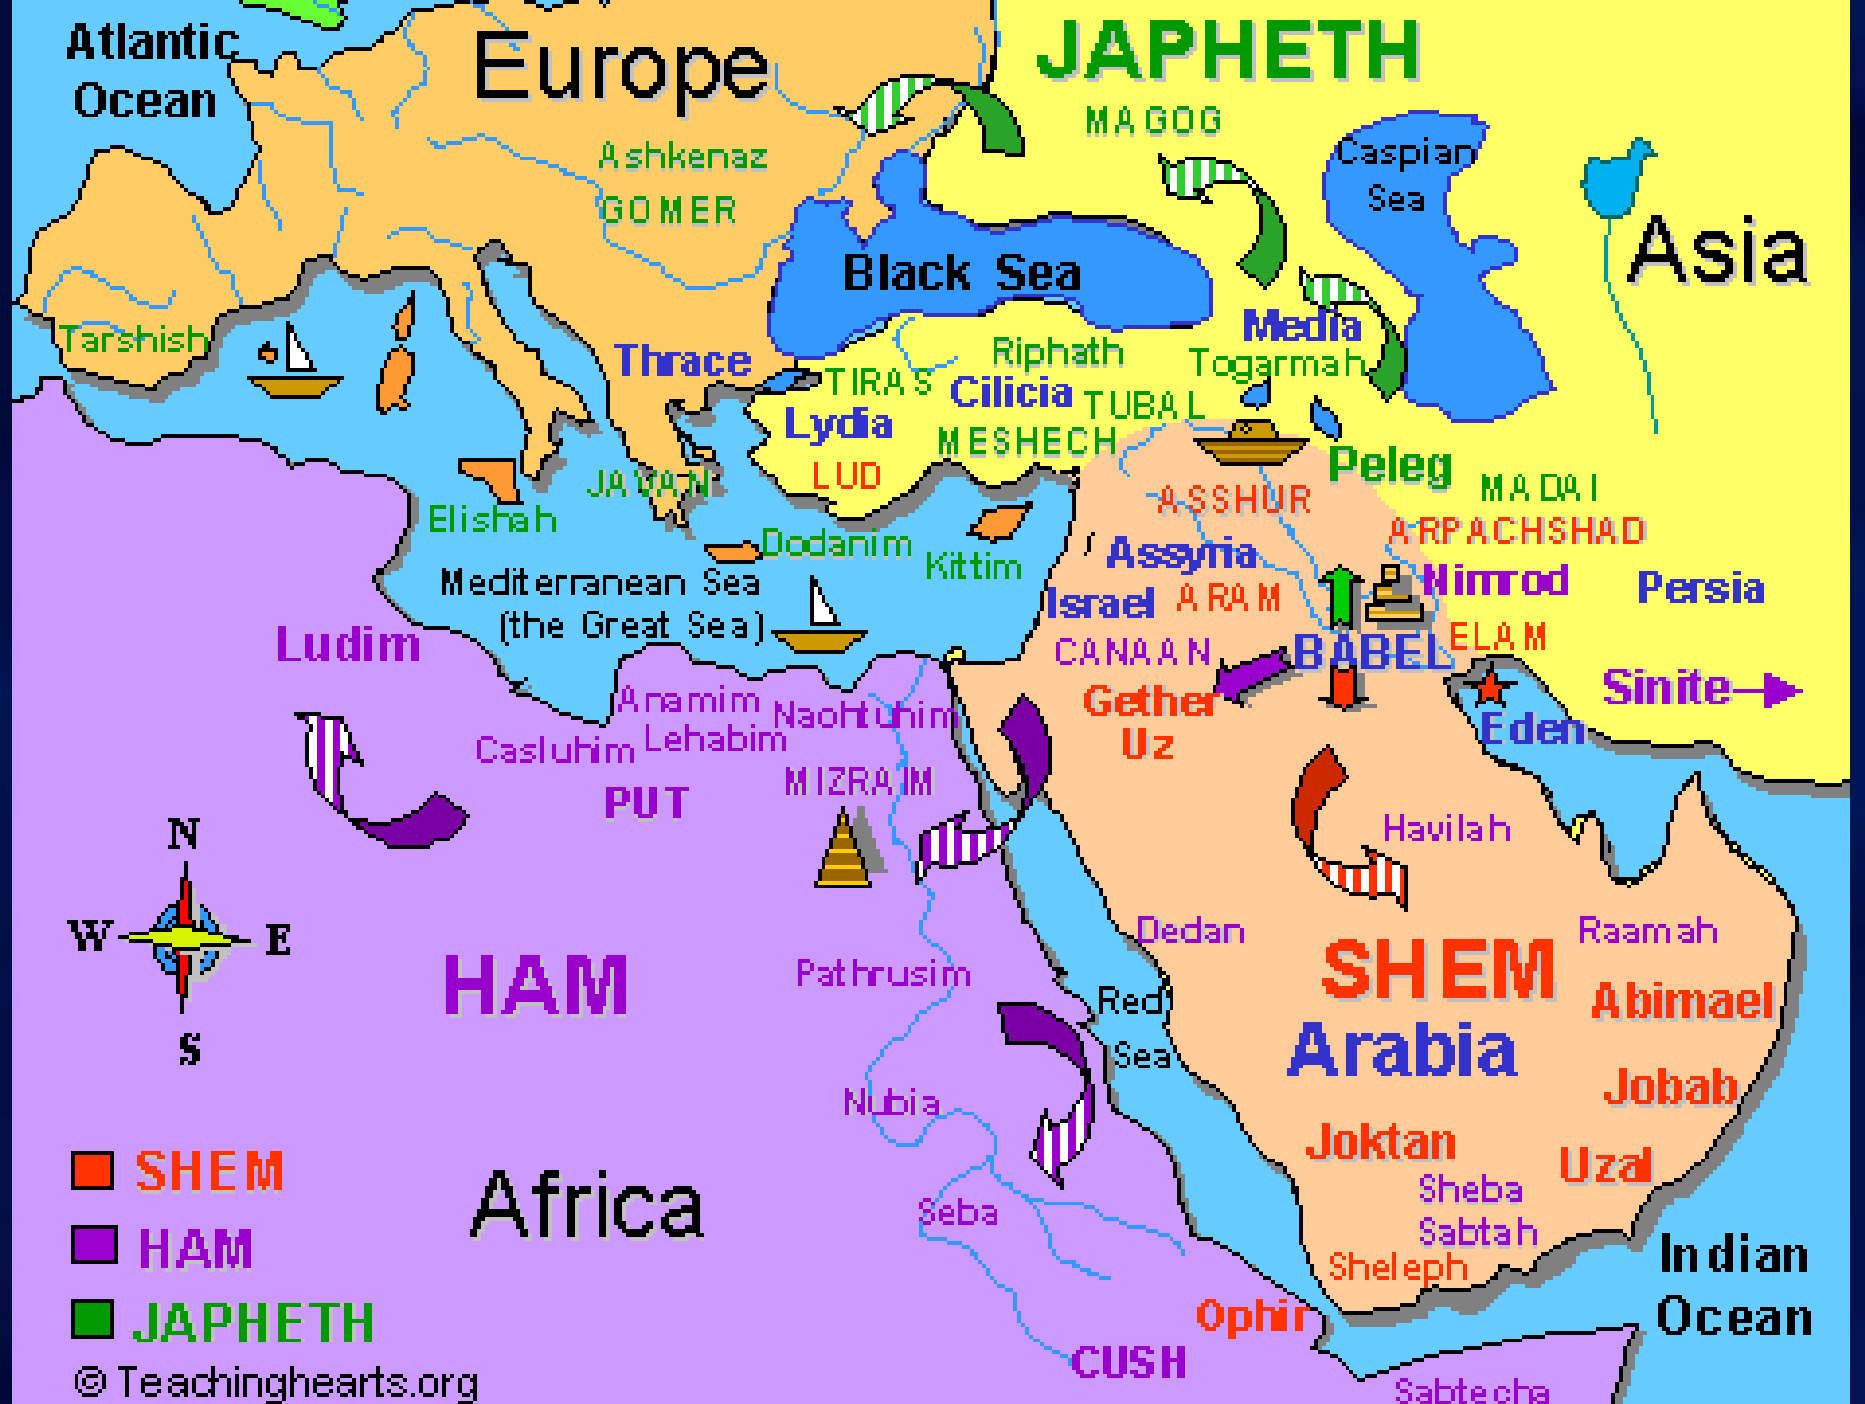 Atlantic
Ocean
Europe
JAPHETH
MAGOG
Ashkenaz
GOMER
Caspian
Sea
Asia
Black Sea
Tarshish
Thrace
TIRAS
Riphath
Media
Togarmah
Cilicia
TUBAL
Lydia
MESHECH
LUD
Peleg
MADAI
JAVAN
ASSHUR
ARPACHSHAD
Elishah
Dodanim
Kittim
Assyria
Mediterranean Sea
(the Great Sea)
Israel
ARAM
Nimrod
Persia
Ludim
CANAAN
BABEL
ELAM
Anamim
Naohtuhim
Gether
Uz
Sinite
Eden
Casluhim
Lehabim
MIZRAIM
PUT
Havilah
N
W
E
S
HAM
Pathrusim
Dedan
Raamah
SHEM
Arabia
Abimael
Red
Sea
Jobab
Nubia
Joktan
Uzal
Sheba
Sabtah
Sheleph
SHEM
HAM
JAPHETH
Africa
Seba
Indian
Ocean
Ophir
CUSH
Sabtecha
© Teachinghearts.org